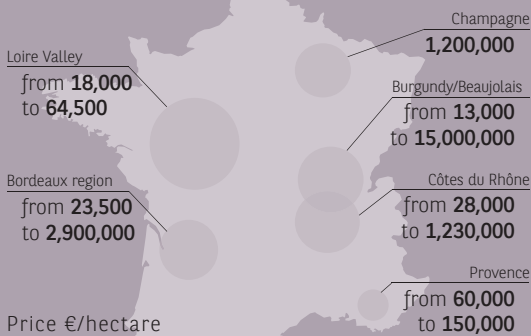 Champagne
1,200,000
Loire Valley
from 18,000
to 64,500
Burgundy/Beaujolais
from 13,000
to 15,000,000
Bordeaux region
from 23,500
to 2,900,000
Côtes du Rhône
from 28,000
to 1,230,000
Provence
from 60,000
to 150,000
Price €/hectare